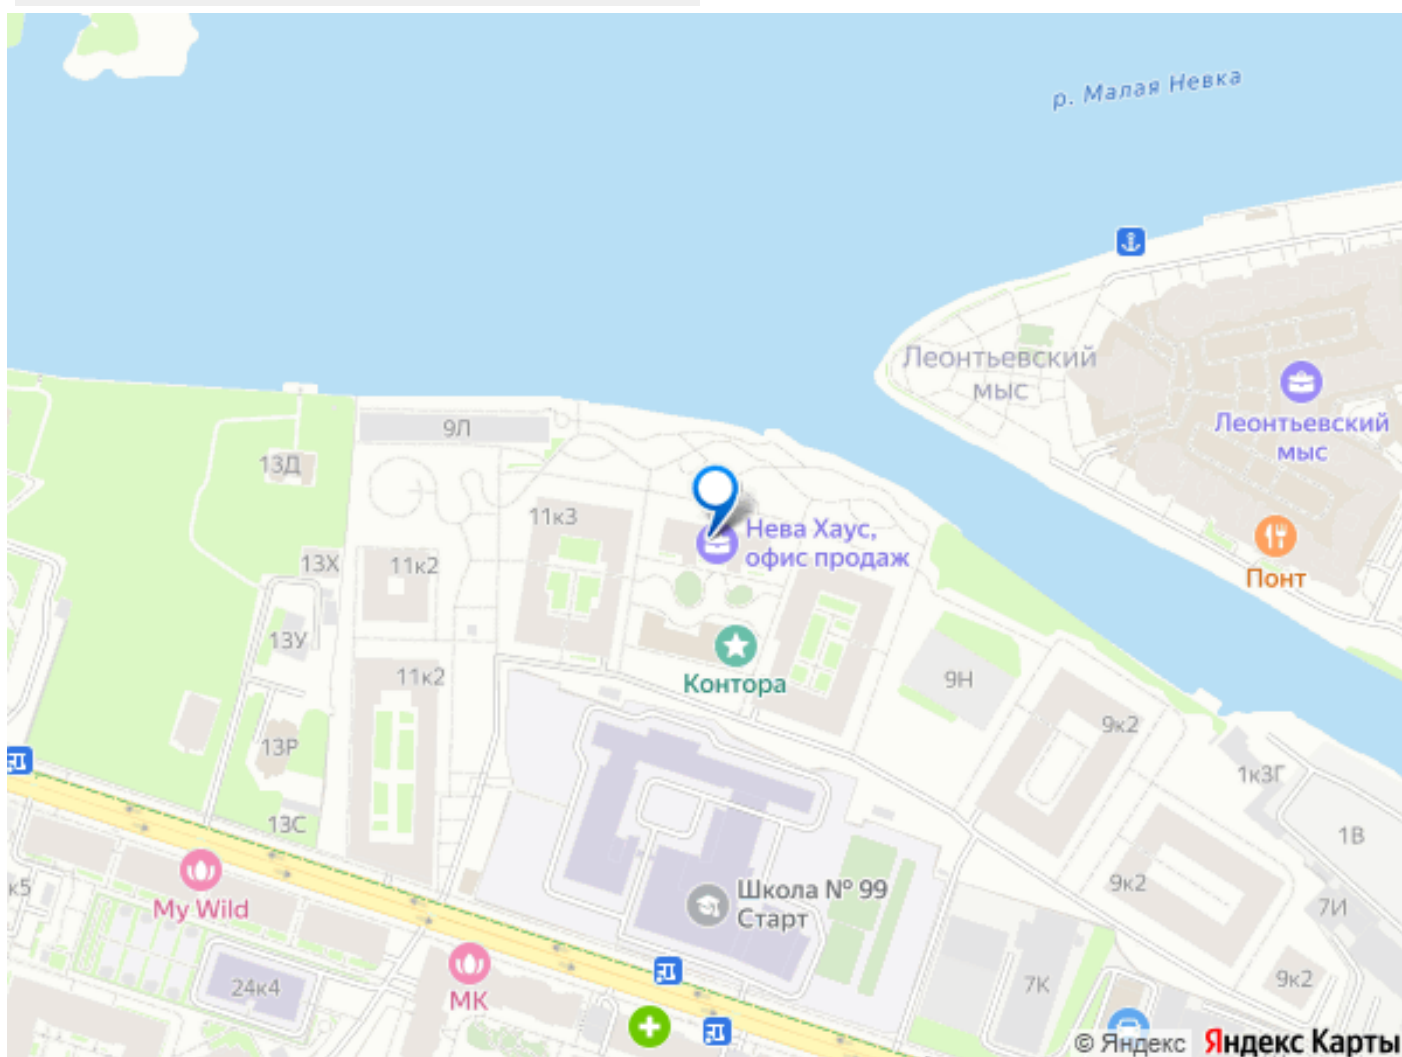 р. Малая Невка
Леонтьевский
мыс
Леонтьевский
мыс
9Л
13Д
11к3
Нева Хаус,
офис продаж
Понт
13Х
11к2
13У
11к2
Контора
9Н
9к2
13Р
1к3Г
13С
1В
к5
My Wild
Школа № 99
Старт
9к2
7И
24к4
МК
7К
9к2
© Яндекс Яндекс Карты